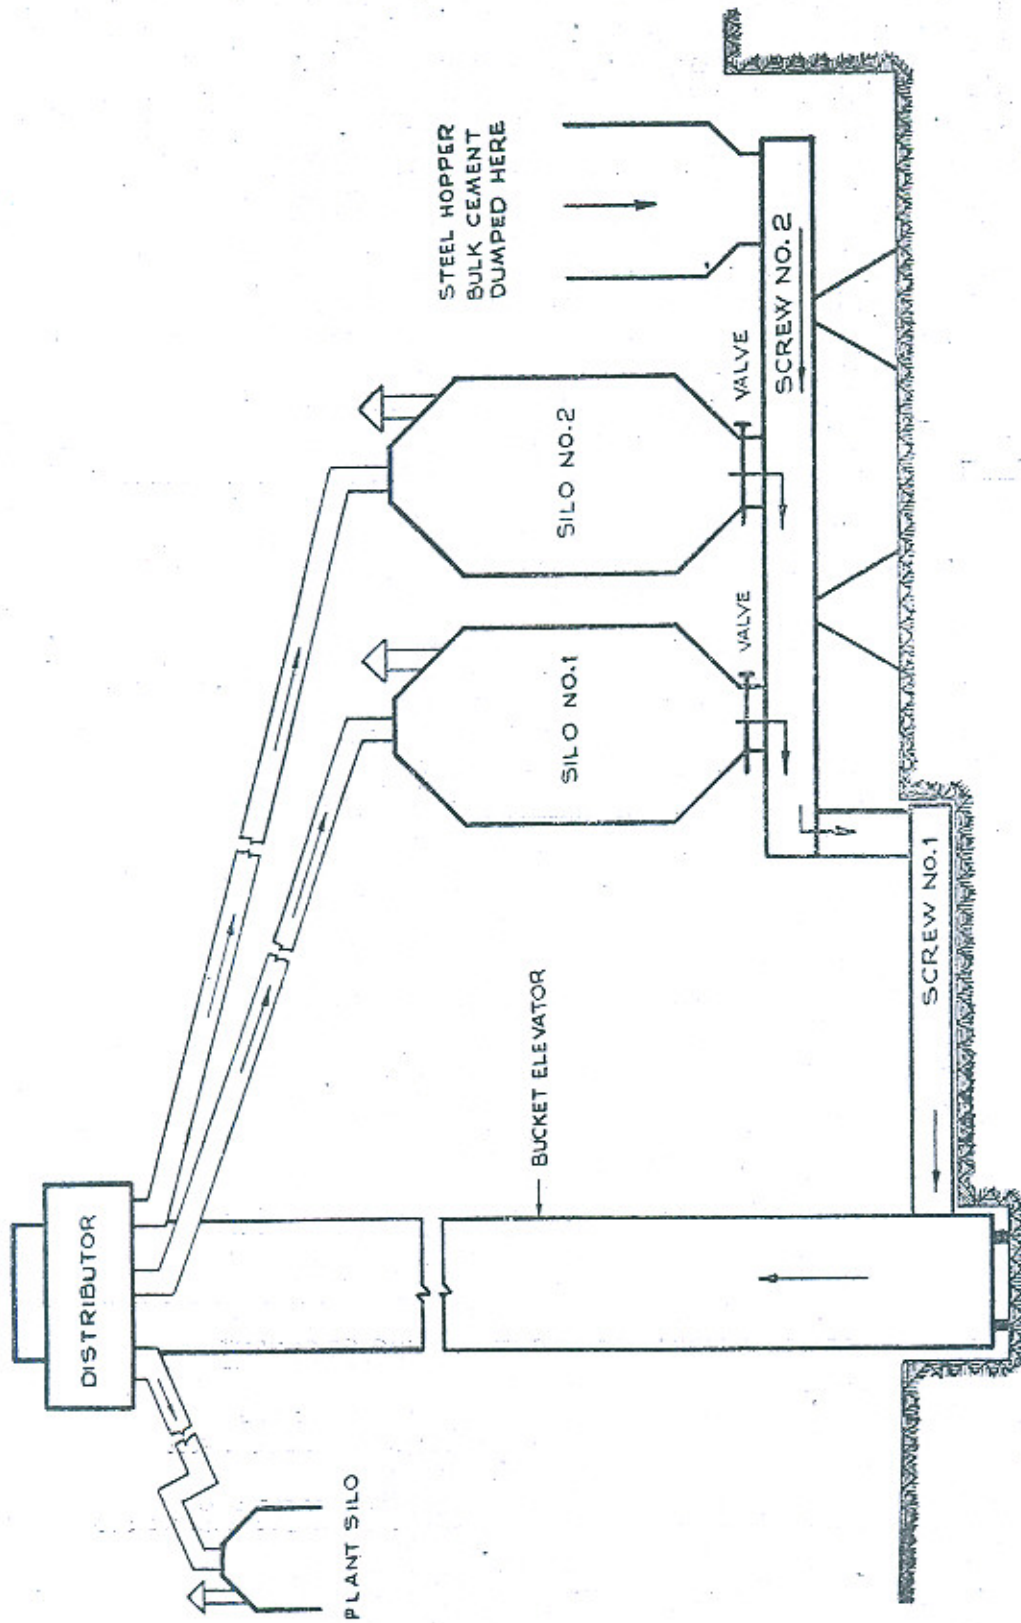 DISTRIBUTOR
PLANT SILO
BUCKET ELEVATOR
SILO NO.1
SILO NO.2
STEEL HOPPER
BULK CEMENT
DUMPED HERE
VALVE
VALVE
SCREW NO.2
SCREW NO.1